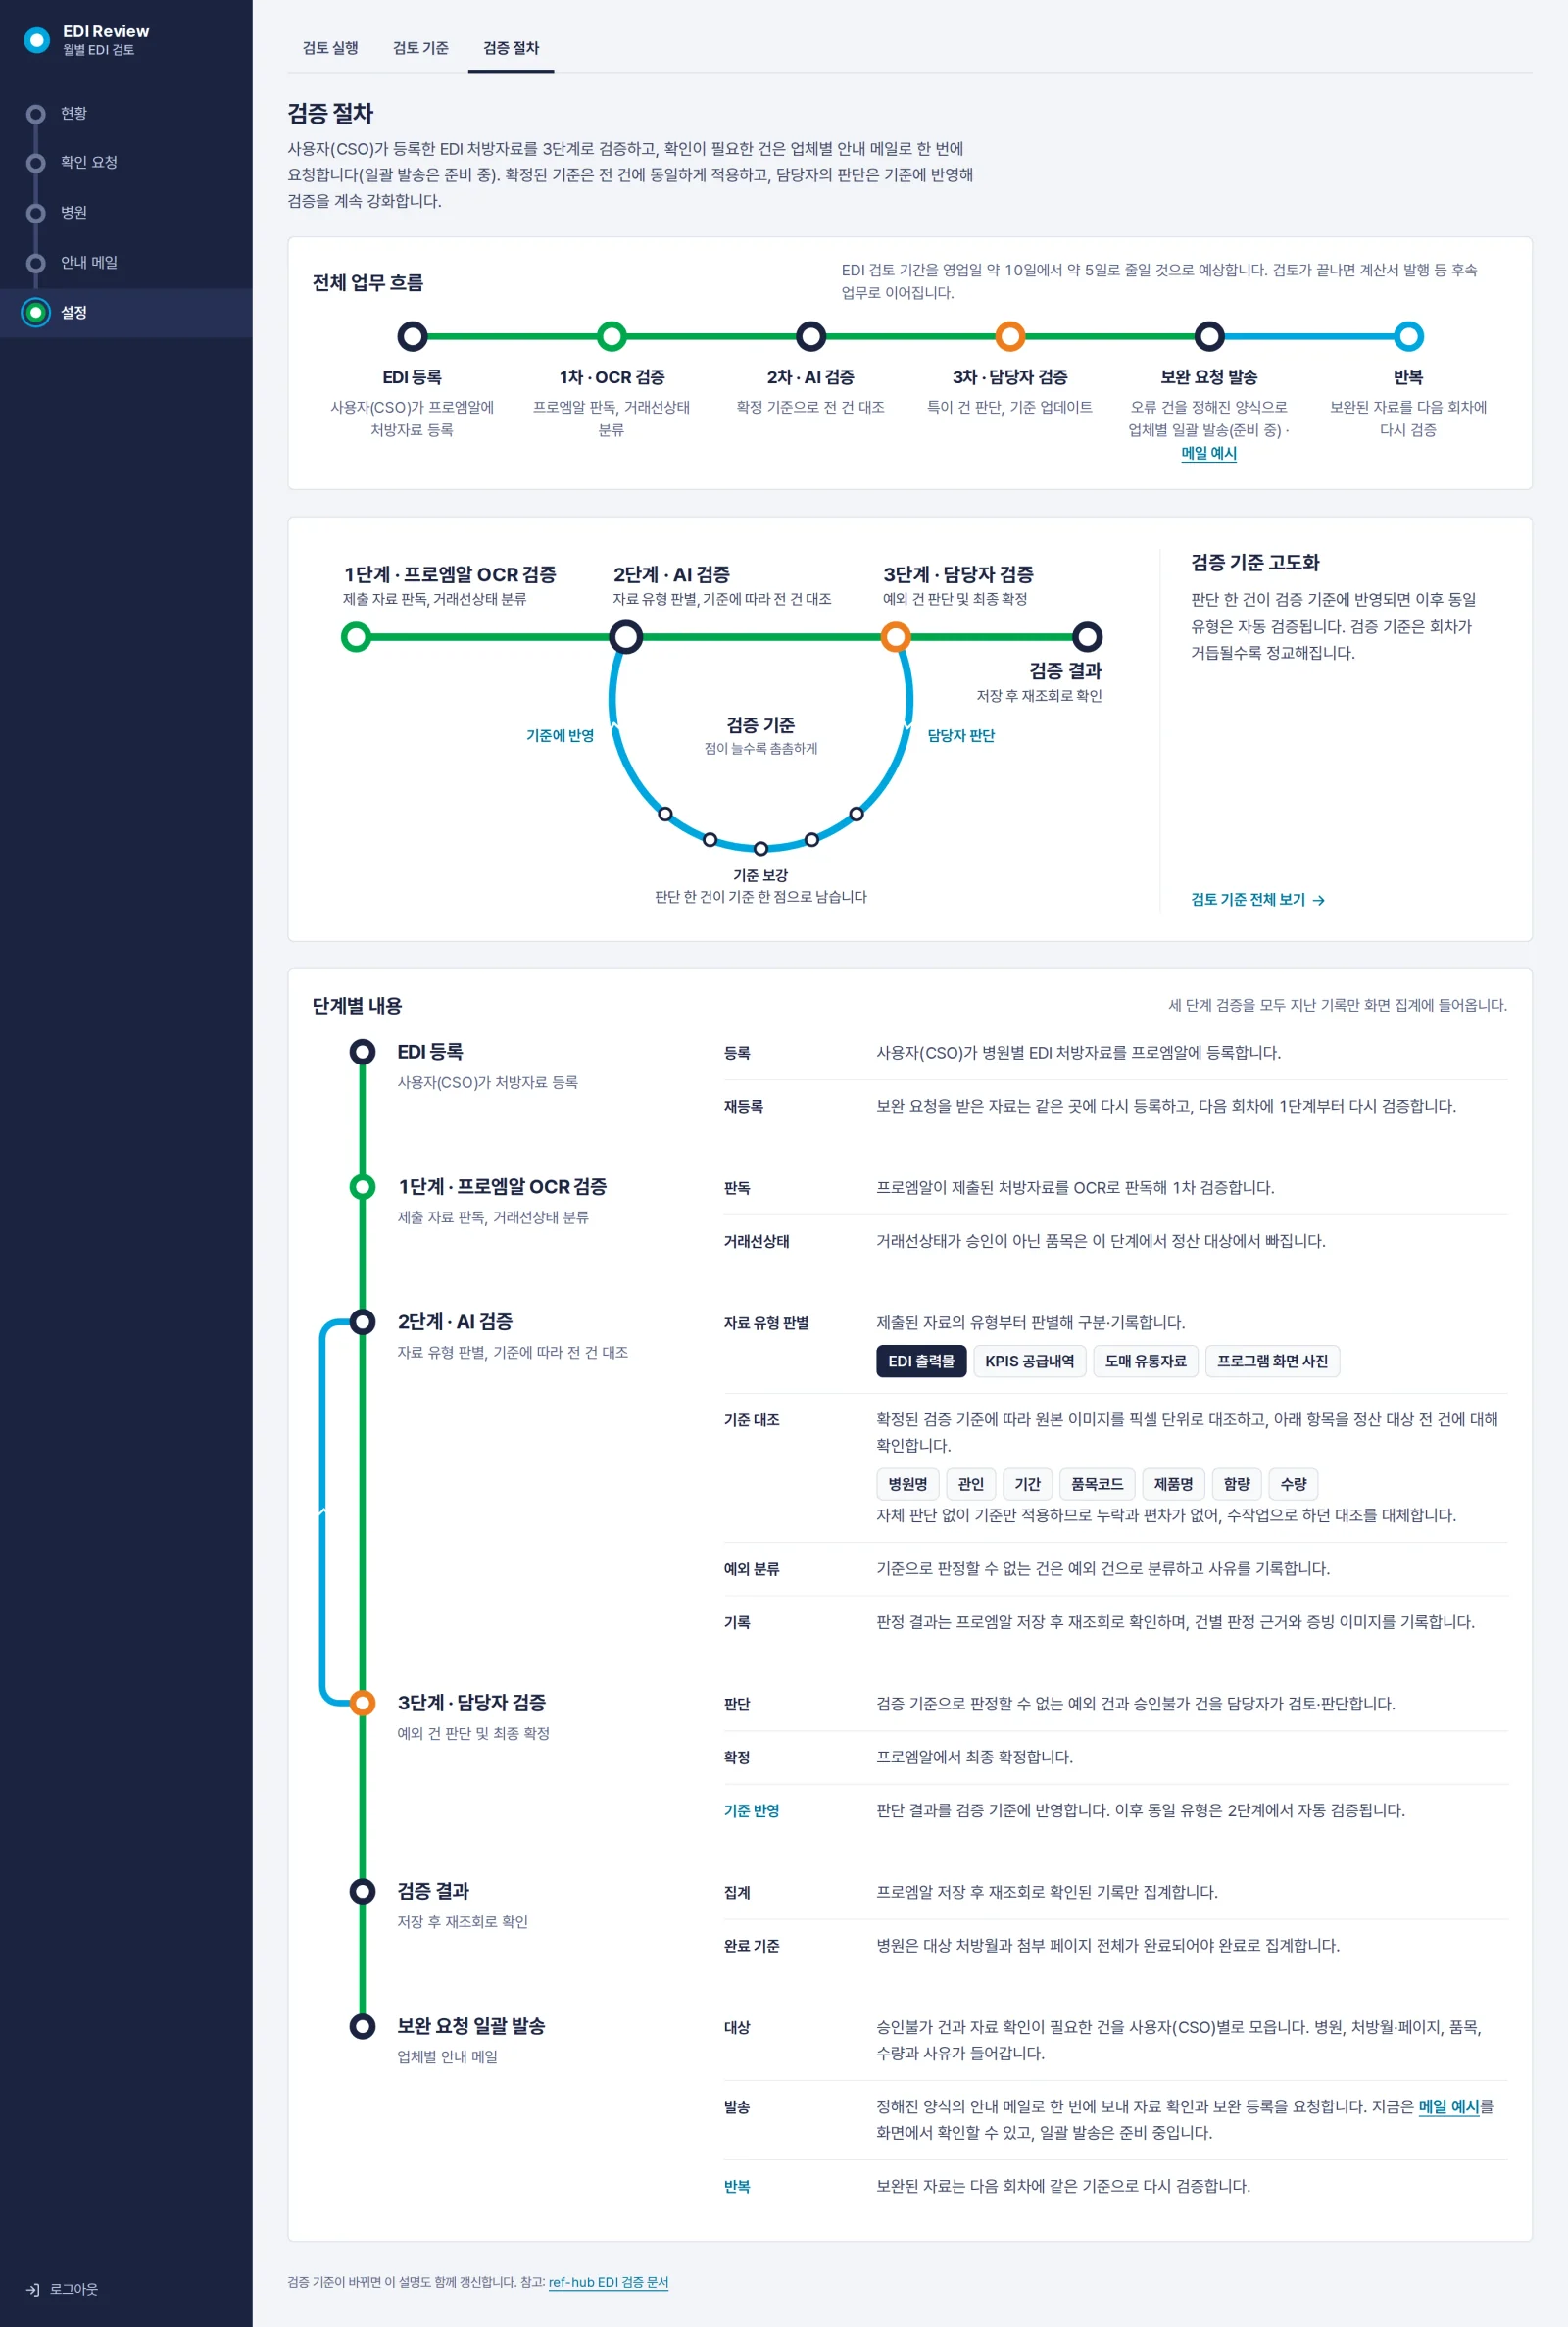 EDI Review
월별 EDI 검토
현황
확인 요청
병원
안내 메일
설정
로그아웃
검토 실행
검토 기준
검증 절차
검증 절차
사용자(CSO)가 등록한 EDI 처방자료를 3단계로 검증하고, 확인이 필요한 건은 업체별 안내 메일로 한 번에
요청합니다(일괄 발송은 준비 중). 확정된 기준은 전 건에 동일하게 적용하고, 담당자의 판단은 기준에 반영해
검증을 계속 강화합니다.
전체 업무 흐름
EDI 검토 기간을 영업일 약 10일에서 약 5일로 줄일 것으로 예상합니다. 검토가 끝나면 계산서 발행 등 후속
업무로 이어집니다.
EDI 등록
사용자(CSO)가 프로엠알에
처방자료 등록
1차 · OCR 검증
프로엠알 판독, 거래선상태
분류
2차 · AI 검증
확정 기준으로 전 건 대조
3차 · 담당자 검증
특이 건 판단, 기준 업데이트
보완 요청 발송
오류 건을 정해진 양식으로
업체별 일괄 발송(준비 중) ·
메일 예시
반복
보완된 자료를 다음 회차에
다시 검증
1단계 · 프로엠알 OCR 검증
제출 자료 판독, 거래선상태 분류
2단계 · AI 검증
자료 유형 판별, 기준에 따라 전 건 대조
3단계 · 담당자 검증
예외 건 판단 및 최종 확정
검증 결과
저장 후 재조회로 확인
기준에 반영
검증 기준
점이 늘수록 촘촘하게
담당자 판단
기준 보강
판단 한 건이 기준 한 점으로 남습니다
검증 기준 고도화
판단 한 건이 검증 기준에 반영되면 이후 동일
유형은 자동 검증됩니다. 검증 기준은 회차가
거듭될수록 정교해집니다.
검토 기준 전체 보기 →
단계별 내용
세 단계 검증을 모두 지난 기록만 화면 집계에 들어옵니다.
EDI 등록
사용자(CSO)가 처방자료 등록
등록
사용자(CSO)가 병원별 EDI 처방자료를 프로엠알에 등록합니다.
재등록
보완 요청을 받은 자료는 같은 곳에 다시 등록하고, 다음 회차에 1단계부터 다시 검증합니다.
1단계 · 프로엠알 OCR 검증
제출 자료 판독, 거래선상태 분류
판독
프로엠알이 제출된 처방자료를 OCR로 판독해 1차 검증합니다.
거래선상태
거래선상태가 승인이 아닌 품목은 이 단계에서 정산 대상에서 빠집니다.
2단계 · AI 검증
자료 유형 판별, 기준에 따라 전 건 대조
자료 유형 판별
제출된 자료의 유형부터 판별해 구분·기록합니다.
EDI 출력물
KPIS 공급내역
도매 유통자료
프로그램 화면 사진
기준 대조
확정된 검증 기준에 따라 원본 이미지를 픽셀 단위로 대조하고, 아래 항목을 정산 대상 전 건에 대해
확인합니다.
병원명
관인
기간
품목코드
제품명
함량
수량
자체 판단 없이 기준만 적용하므로 누락과 편차가 없어, 수작업으로 하던 대조를 대체합니다.
예외 분류
기준으로 판정할 수 없는 건은 예외 건으로 분류하고 사유를 기록합니다.
기록
판정 결과는 프로엠알 저장 후 재조회로 확인하며, 건별 판정 근거와 증빙 이미지를 기록합니다.
3단계 · 담당자 검증
예외 건 판단 및 최종 확정
판단
검증 기준으로 판정할 수 없는 예외 건과 승인불가 건을 담당자가 검토·판단합니다.
확정
프로엠알에서 최종 확정합니다.
기준 반영
판단 결과를 검증 기준에 반영합니다. 이후 동일 유형은 2단계에서 자동 검증됩니다.
검증 결과
저장 후 재조회로 확인
집계
프로엠알 저장 후 재조회로 확인된 기록만 집계합니다.
완료 기준
병원은 대상 처방월과 첨부 페이지 전체가 완료되어야 완료로 집계합니다.
보완 요청 일괄 발송
업체별 안내 메일
대상
승인불가 건과 자료 확인이 필요한 건을 사용자(CSO)별로 모읍니다. 병원, 처방월·페이지, 품목,
수량과 사유가 들어갑니다.
발송
정해진 양식의 안내 메일로 한 번에 보내 자료 확인과 보완 등록을 요청합니다. 지금은 메일 예시를
화면에서 확인할 수 있고, 일괄 발송은 준비 중입니다.
반복
보완된 자료는 다음 회차에 같은 기준으로 다시 검증합니다.
검증 기준이 바뀌면 이 설명도 함께 갱신합니다. 참고: ref-hub EDI 검증 문서